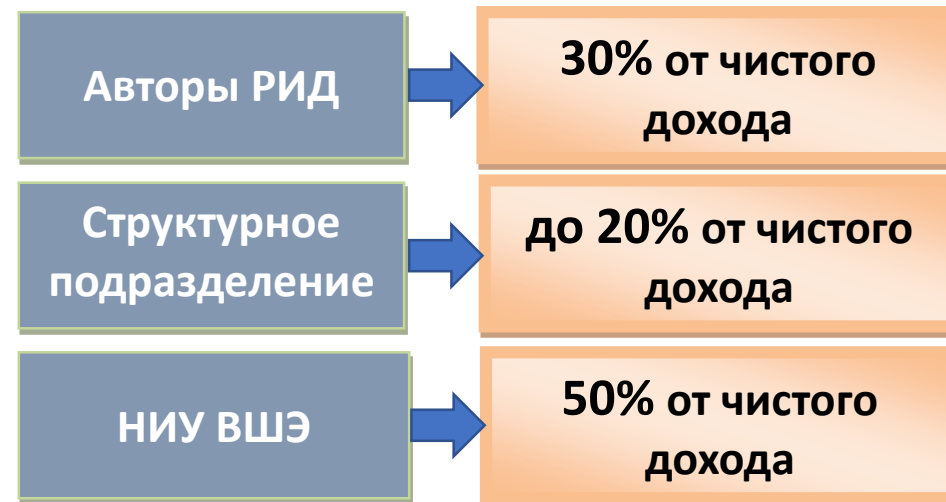 Авторы РИД
30% от чистого
дохода
Структурное
подразделение
до 20% от чистого
дохода
НИУ ВШЭ
50% от чистого
дохода